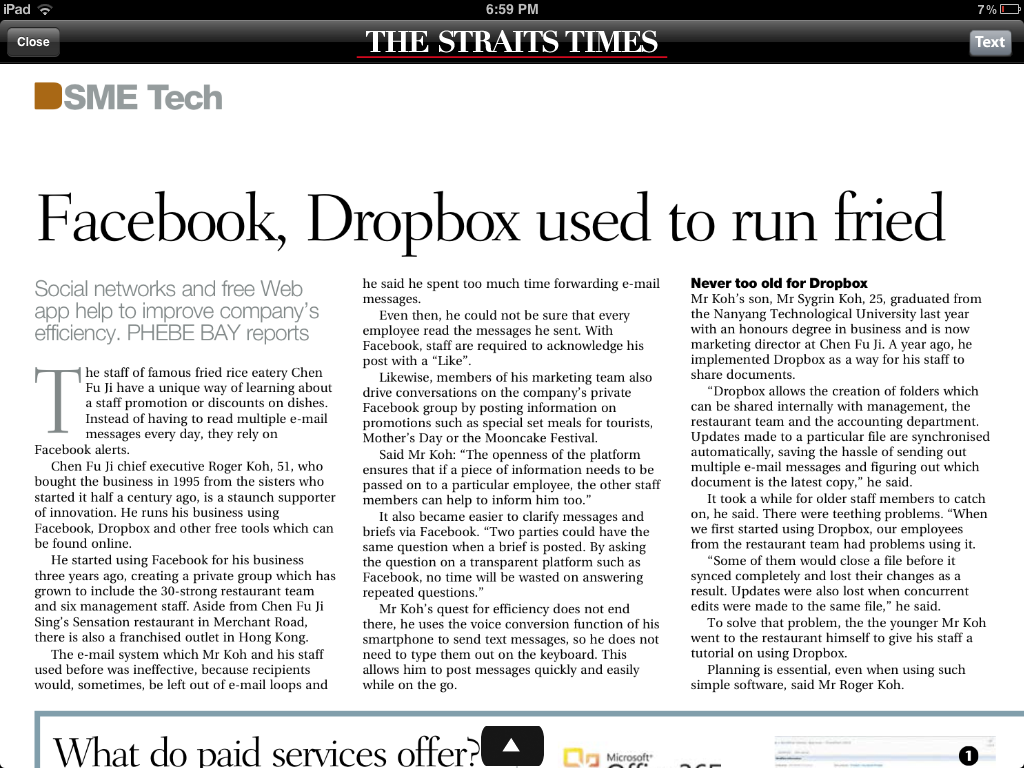 iPad
6:59 PM
7%
Close
THE STRAITS TIMES
Text
SME Tech
Facebook, Dropbox used to run fried
Social networks and free Web
app help to improve company's
efficiency. PHEBE BAY reports
The staff of famous fried rice eatery Chen
Fu Ji have a unique way of learning about
a staff promotion or discounts on dishes.
Instead of having to read multiple e-mail
messages every day, they rely on
Facebook alerts.
Chen Fu Ji chief executive Roger Koh, 51, who
bought the business in 1995 from the sisters who
started it half a century ago, is a staunch supporter
of innovation. He runs his business using
Facebook, Dropbox and other free tools which can
be found online.
He started using Facebook for his business
three years ago, creating a private group which has
grown to include the 30-strong restaurant team
and six management staff. Aside from Chen Fu Ji
Sing's Sensation restaurant in Merchant Road,
there is also a franchised outlet in Hong Kong.
The e-mail system which Mr Koh and his staff
used before was ineffective, because recipients
would, sometimes, be left out of e-mail loops and
he said he spent too much time forwarding e-mail
messages.
Even then, he could not be sure that every
employee read the messages he sent. With
Facebook, staff are required to acknowledge his
post with a “Like”.
Likewise, members of his marketing team also
drive conversations on the company's private
Facebook group by posting information on
promotions such as special set meals for tourists,
Mother's Day or the Mooncake Festival.
Said Mr Koh: “The openness of the platform
ensures that if a piece of information needs to be
passed on to a particular employee, the other staff
members can help to inform him too.”
It also became easier to clarify messages and
briefs via Facebook. “Two parties could have the
same question when a brief is posted. By asking
the question on a transparent platform such as
Facebook, no time will be wasted on answering
repeated questions.”
Mr Koh's quest for efficiency does not end
there, he uses the voice conversion function of his
smartphone to send text messages, so he does not
need to type them out on the keyboard. This
allows him to post messages quickly and easily
while on the go.
Never too old for Dropbox
Mr Koh's son, Mr Sygrin Koh, 25, graduated from
the Nanyang Technological University last year
with an honours degree in business and is now
marketing director at Chen Fu Ji. A year ago, he
implemented Dropbox as a way for his staff to
share documents.
“Dropbox allows the creation of folders which
can be shared internally with management, the
restaurant team and the accounting department.
Updates made to a particular file are synchronised
automatically, saving the hassle of sending out
multiple e-mail messages and figuring out which
document is the latest copy,” he said.
It took a while for older staff members to catch
on, he said. There were teething problems. “When
we first started using Dropbox, our employees
from the restaurant team had problems using it.
“Some of them would close a file before it
synced completely and lost their changes as a
result. Updates were also lost when concurrent
edits were made to the same file,” he said.
To solve that problem, the the younger Mr Koh
went to the restaurant himself to give his staff a
tutorial on using Dropbox.
Planning is essential, even when using such
simple software, said Mr Roger Koh.
What do paid services offer?
Microsoft
Office 365
1